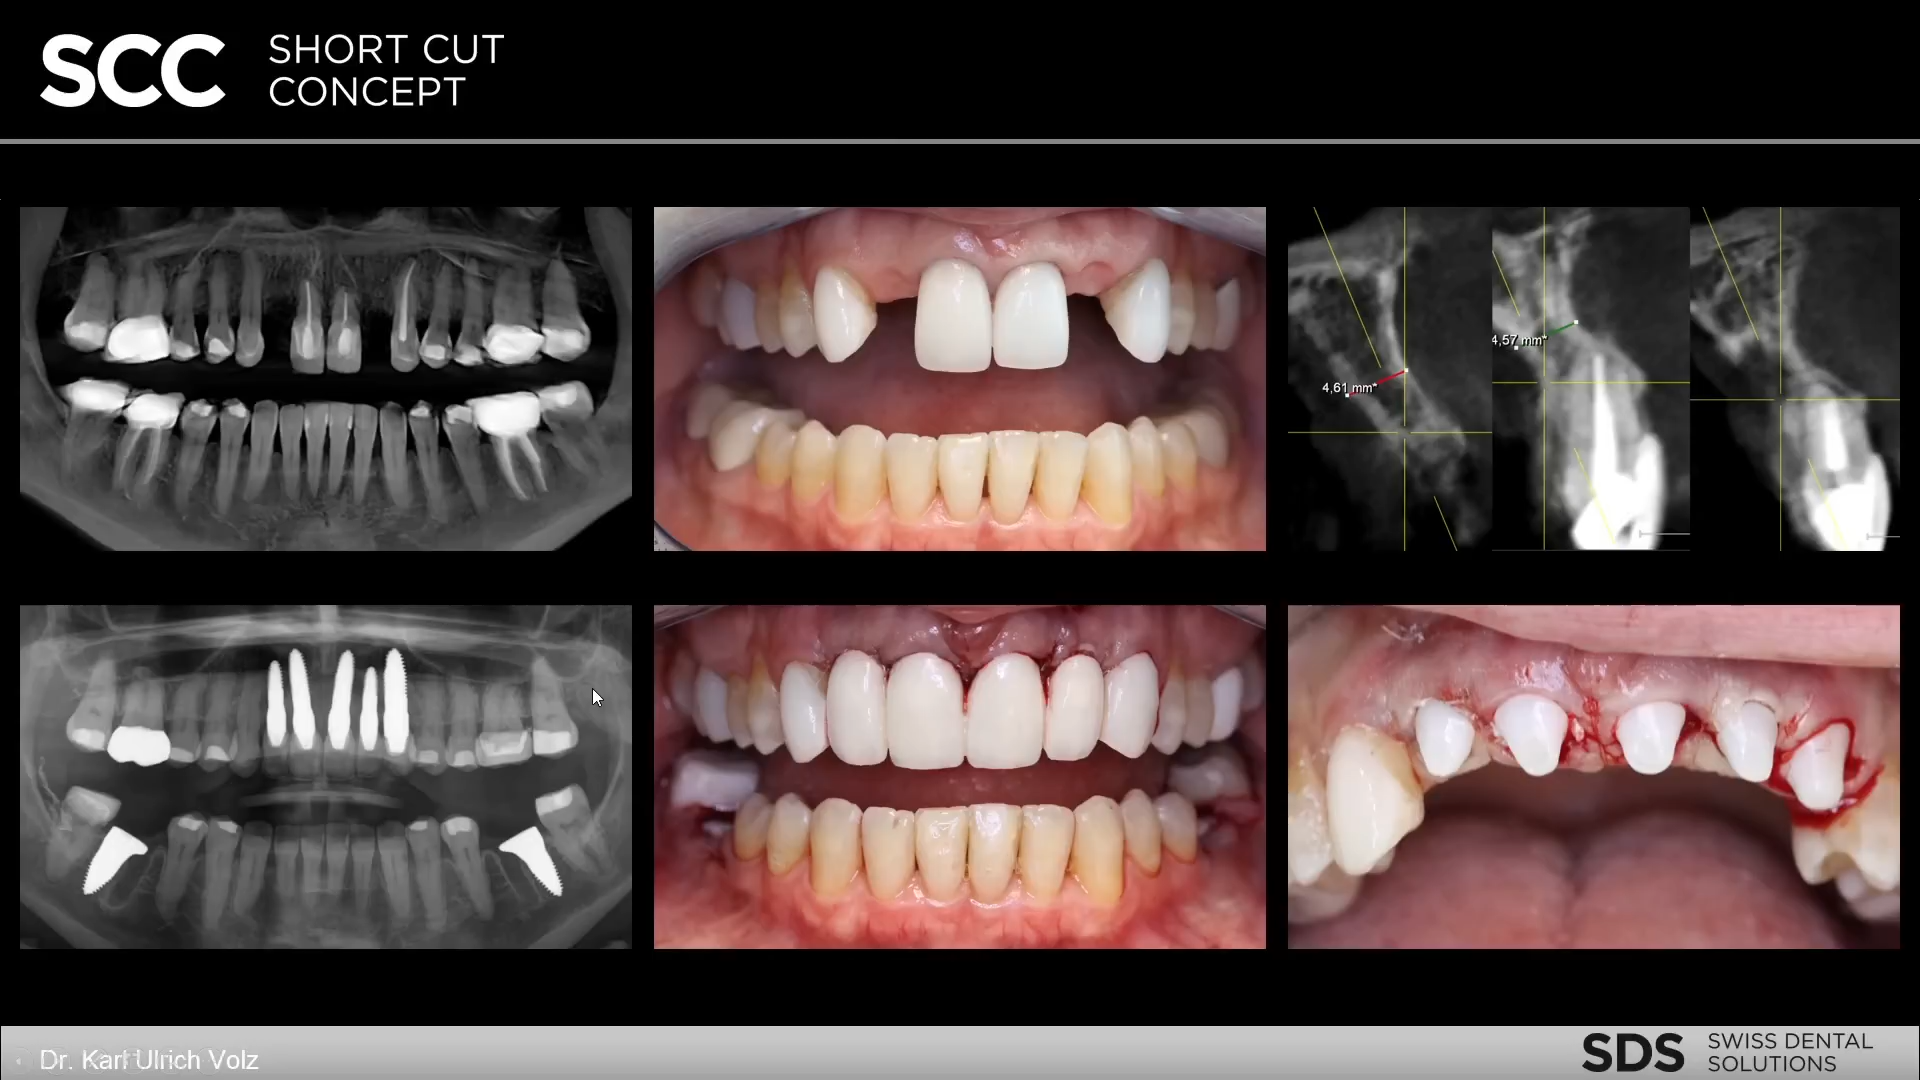 SCC
SHORT CUT
CONCEPT
4,61 mm*
4,57 mm*
Dr. Karl Ulrich Volz
SDS
SWISS DENTAL
SOLUTIONS